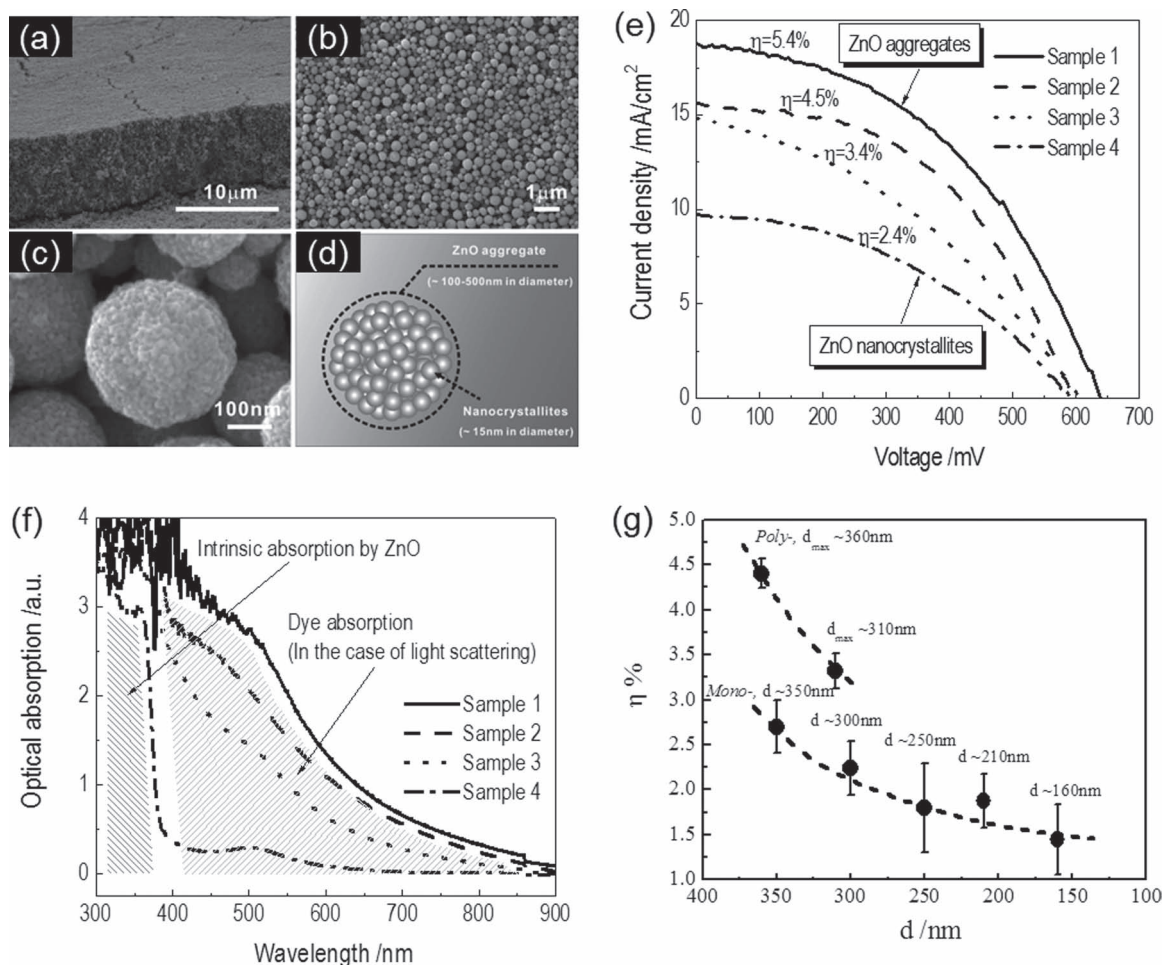 (a)
10μm
(b)
1μm
(c)
100nm
(d)
ZnO aggregate
(~ 100-500nm in diameter)
Nanocrystallites
(~ 15nm in diameter)
(e)
20
15
10
5
0
Current density /mA/cm²
η=5.4%
η=4.5%
η=3.4%
η=2.4%
ZnO aggregates
ZnO nanocrystallites
Sample 1
Sample 2
Sample 3
Sample 4
0 100 200 300 400 500 600 700
Voltage /mV
(f)
4
3
2
1
0
Optical absorption /a.u.
Intrinsic absorption by ZnO
Dye absorption
(In the case of light scattering)
Sample 1
Sample 2
Sample 3
Sample 4
300 400 500 600 700 800 900
Wavelength /nm
(g)
5.0
4.5
4.0
3.5
3.0
2.5
2.0
1.5
1.0
η %
Poly-, dmax ~360nm
dmax ~310nm
Mono-, d ~350nm
d ~300nm
d ~250nm
d ~210nm
d ~160nm
400 350 300 250 200 150 100
d /nm